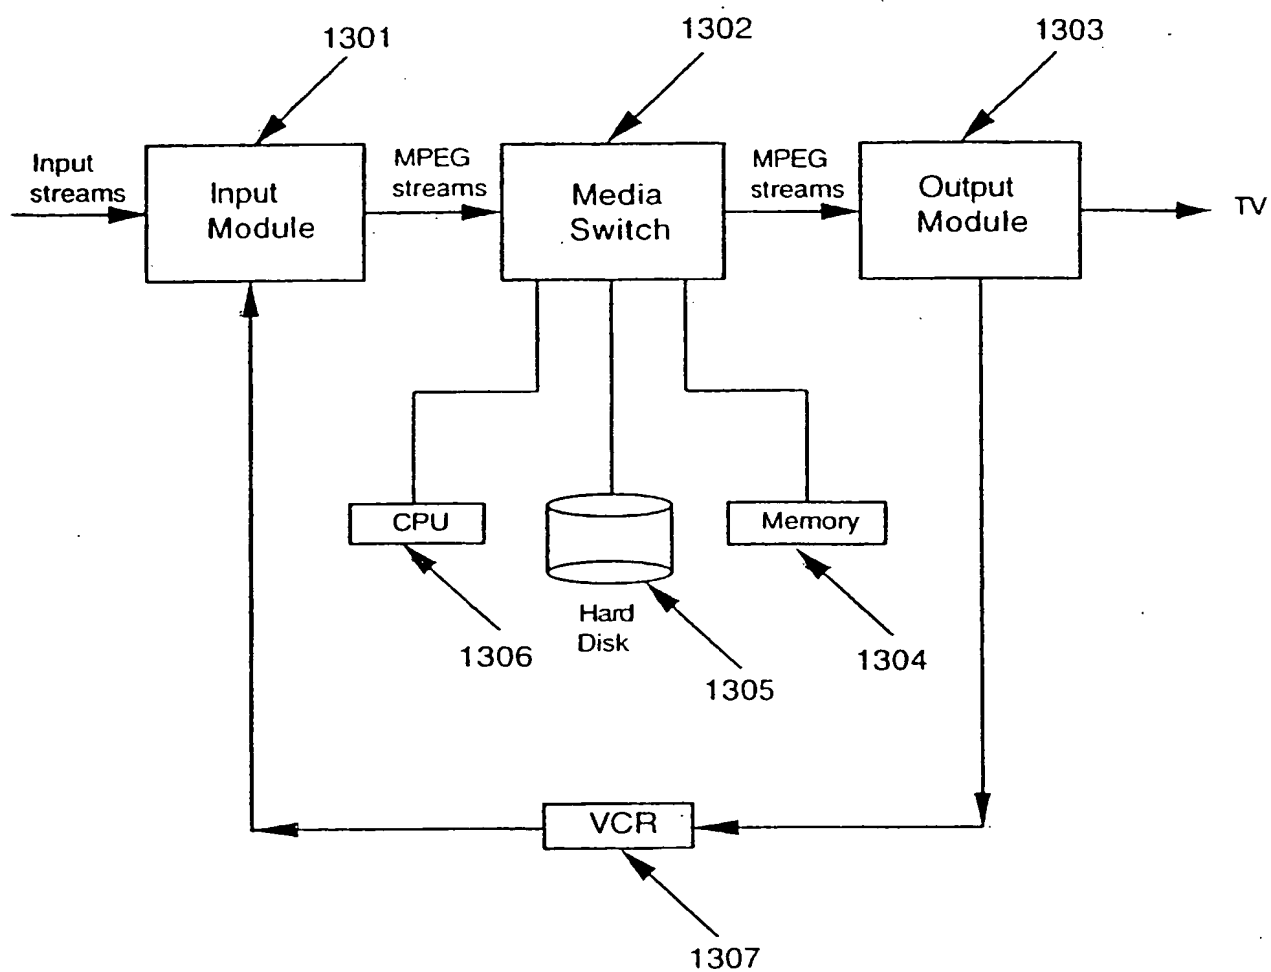 1301
1302
1303
Input
streams
Input
Module
MPEG
streams
Media
Switch
MPEG
streams
Output
Module
TV
CPU
Memory
Hard
Disk
1306
1305
1304
VCR
1307